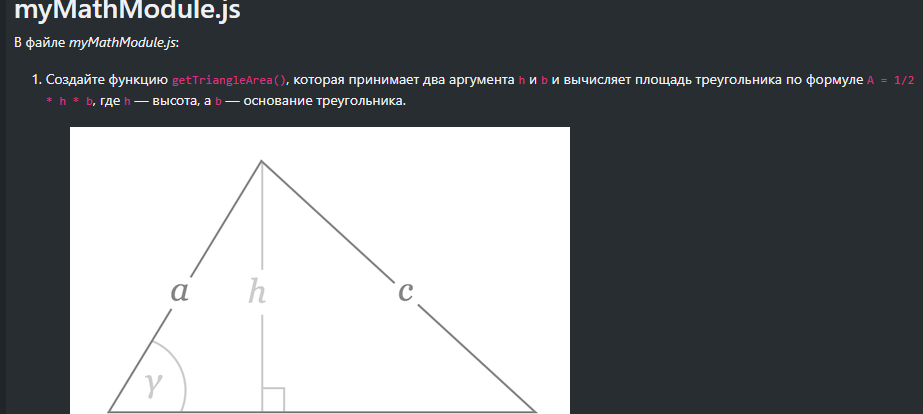 myMathModule.js
В файле myMathModule.js:
1. Создайте функцию getTriangleArea(), которая принимает два аргумента h и b и вычисляет площадь треугольника по формуле A = 1/2
* h * b, где h — высота, а b — основание треугольника.
a
h
c
γ